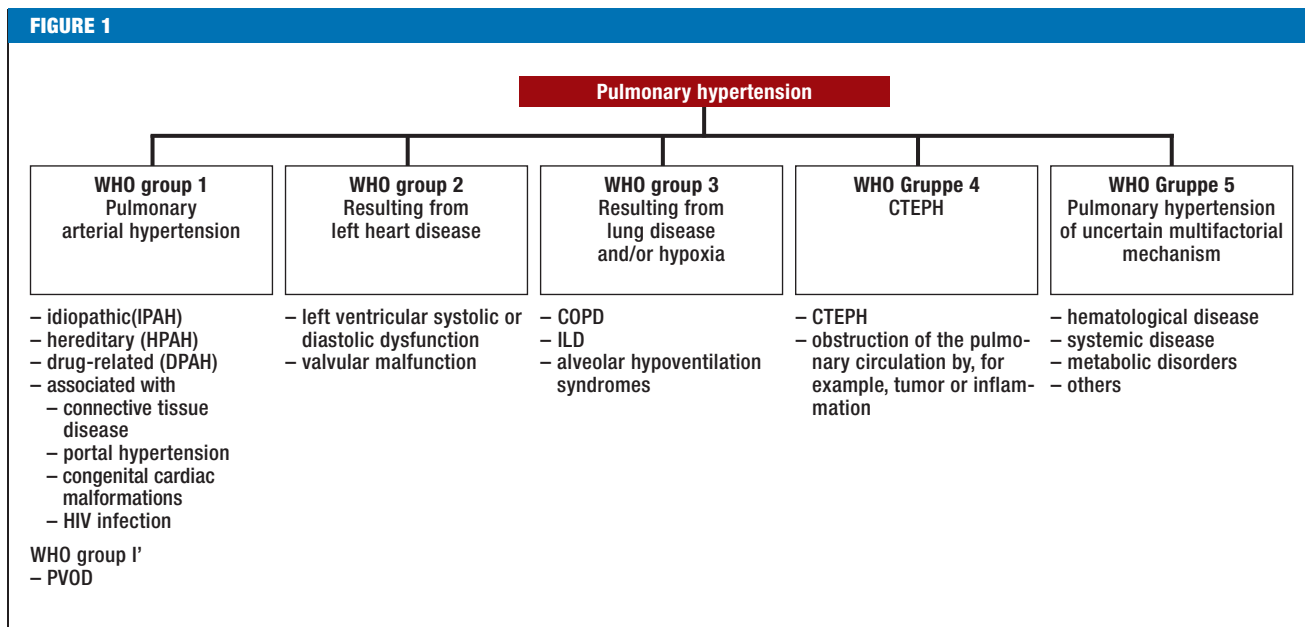 FIGURE 1
Pulmonary hypertension
WHO group 1
Pulmonary
arterial hypertension
WHO group 2
Resulting from
left heart disease
WHO group 3
Resulting from
lung disease
and/or hypoxia
WHO Gruppe 4
CTEPH
WHO Gruppe 5
Pulmonary hypertension
of uncertain multifactorial
mechanism
– idiopathic(IPAH)
– hereditary (HPAH)
– drug-related (DPAH)
– associated with
– connective tissue
disease
– portal hypertension
– congenital cardiac
malformations
– HIV infection
WHO group I’
– PVOD
– left ventricular systolic or
diastolic dysfunction
– valvular malfunction
– COPD
– ILD
– alveolar hypoventilation
syndromes
– CTEPH
– obstruction of the pulmo-
nary circulation by, for
example, tumor or inflam-
mation
– hematological disease
– systemic disease
– metabolic disorders
– others